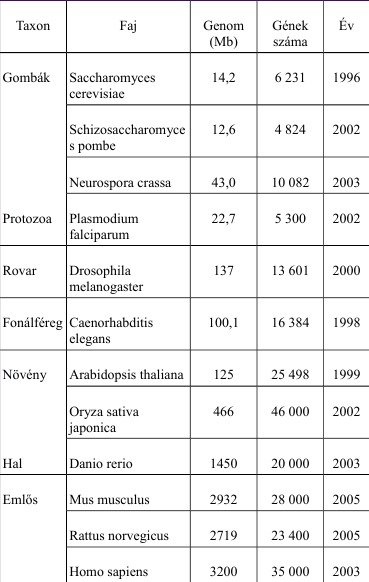 Taxon Faj Genom Gének Év
(Mb) száma
Gombák Saccharomyces 14,2 6 231 1996
cerevisiae
Schizosaccharomyce 12,6 4 824 2002
s pombe
Neurospora crassa 43,0 10 082 2003
Protozoa Plasmodium 22,7 5 300 2002
falciparum
Rovar Drosophila 137 13 601 2000
melanogaster
Fonálféreg Caenorhabditis 100,1 16 384 1998
elegans
Növény Arabidopsis thaliana 125 25 498 1999
Oryza sativa 466 46 000 2002
japonica
Hal Danio rerio 1450 20 000 2003
Emlős Mus musculus 2932 28 000 2005
Rattus norvegicus 2719 23 400 2005
Homo sapiens 3200 35 000 2003